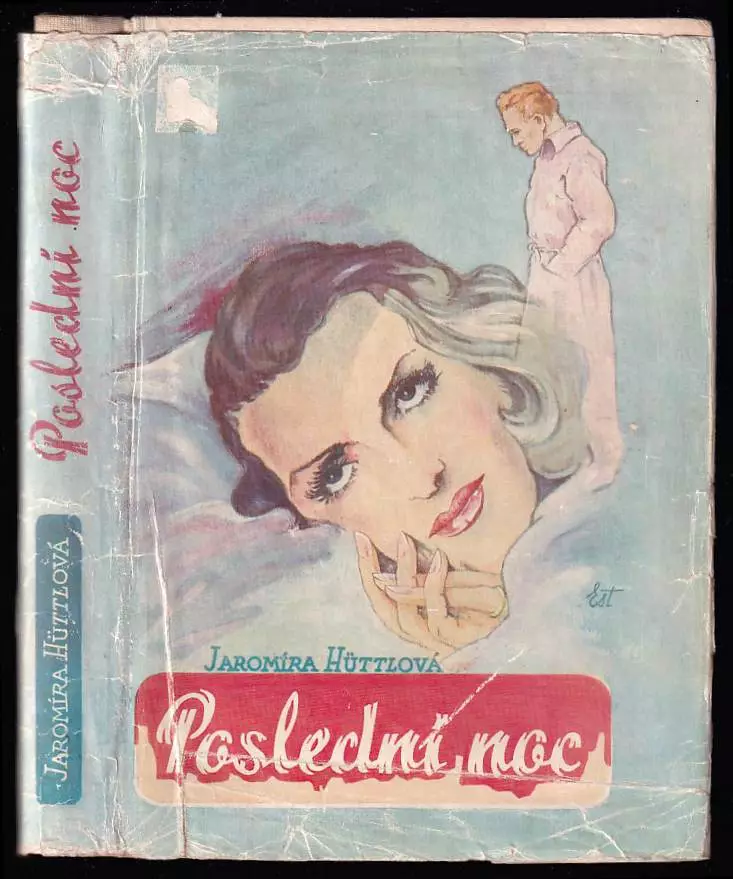 Poslední noc
JAROMÍRA HÜTTLOVÁ
Est
JAROMÍRA HÜTTLOVÁ
Poslední noc